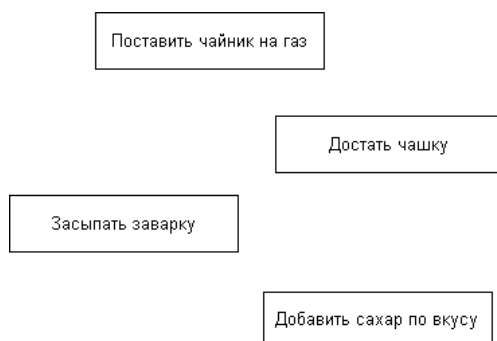 Поставить чайник на газ
Достать чашку
Засыпать заварку
Добавить сахар по вкусу